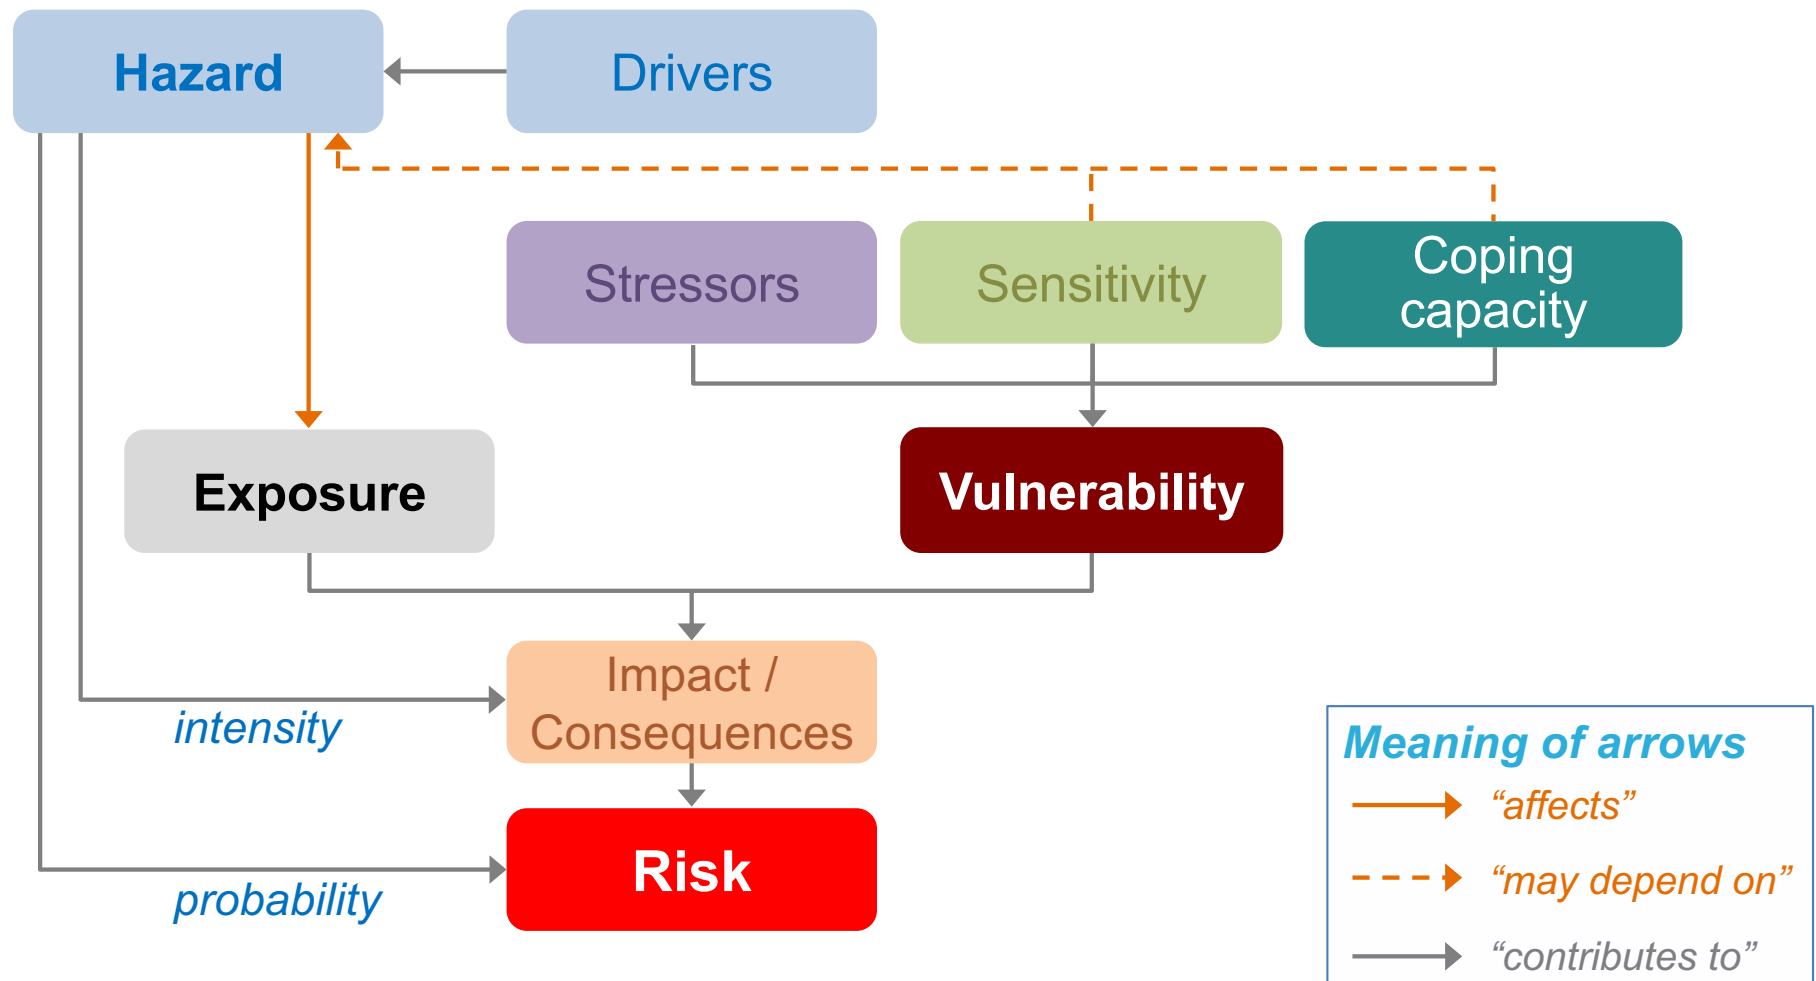 Hazard
Drivers
Stressors
Sensitivity
Coping
capacity
Exposure
Vulnerability
Impact /
Consequences
intensity
Risk
probability
Meaning of arrows
“affects”
“may depend on”
“contributes to”